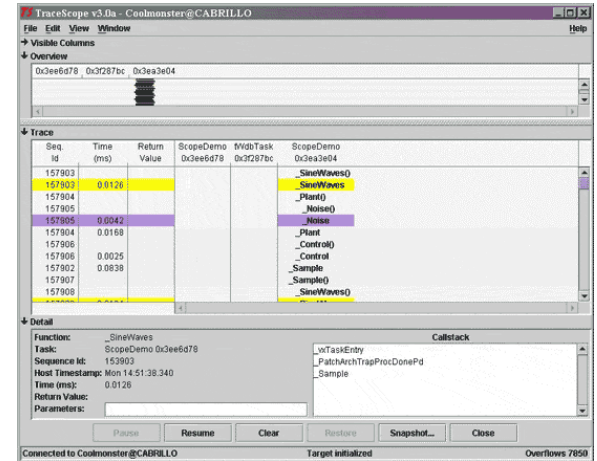 TraceScope v3.0a - Coolmonster@CABRILLO
File Edit View Window Help
Visible Columns
Overview
0x3ee6d78 0x3f287bc 0x3ea3e04
Trace
Seq. Time Return ScopeDemo tWdbTask ScopeDemo
Id (ms) Value 0x3ee6d78 0x3f287bc 0x3ea3e04
157903 _SineWaves()
157903 0.0126 _SineWaves
157904 _Plant()
157905 _Noise()
157905 0.0042 _Noise
157904 0.0168 _Plant
157906 _Control()
157906 0.0025 _Control
157902 0.0838 _Sample
157907 _Sample()
157908 _SineWaves()
Detail
Function: _SineWaves
Task: ScopeDemo 0x3ee6d78
Sequence Id: 153903
Host Timestamp: Mon 14:51:38.340
Time (ms): 0.0126
Return Value:
Parameters:
Callstack
_vxTaskEntry
_PatchArchTrapProcDonePd
_Sample
Pause Resume Clear Restore Snapshot... Close
Connected to Coolmonster@CABRILLO Target initialized Overflows 7850